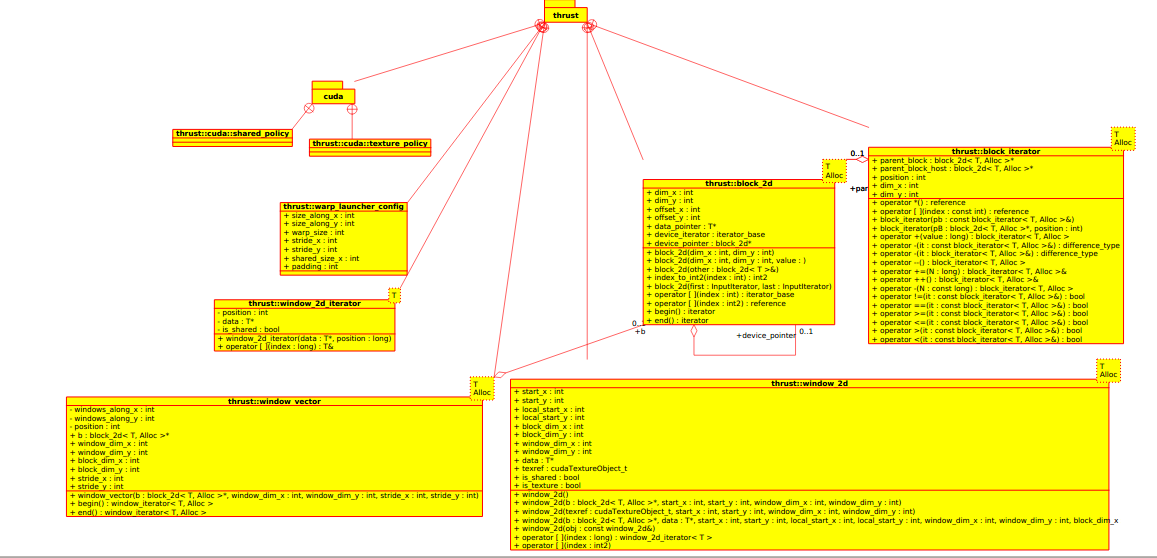 thrust
cuda
thrust::cuda::shared_policy
thrust::cuda::texture_policy
thrust::warp_launcher_config
+ size_along_x : int
+ size_along_y : int
+ warp_size : int
+ stride_x : int
+ stride_y : int
+ shared_size_x : int
+ padding : int
T
thrust::window_2d_iterator
- position : int
- data : T*
- is_shared : bool
+ window_2d_iterator(data : T*, position : long)
+ operator [ ](index : long) : T&
T
Alloc
thrust::block_2d
+ dim_x : int
+ dim_y : int
+ offset_x : int
+ offset_y : int
+ data_pointer : T*
+ device_iterator : iterator_base
+ device_pointer : block_2d*
+ block_2d(dim_x : int, dim_y : int)
+ block_2d(dim_x : int, dim_y : int, value : )
+ block_2d(other : block_2d< T >&)
+ index_to_int2(index : int) : int2
+ block_2d(first : InputIterator, last : InputIterator)
+ operator [ ](index : int) : iterator_base
+ operator [ ](index : int2) : reference
+ begin() : iterator
+ end() : iterator
0..1
+par
T
Alloc
thrust::block_iterator
+ parent_block : block_2d< T, Alloc >*
+ parent_block_host : block_2d< T, Alloc >*
+ position : int
+ dim_x : int
+ dim_y : int
+ operator *() : reference
+ operator [ ](index : const int) : reference
+ block_iterator(pb : const block_iterator< T, Alloc >&)
+ block_iterator(pB : block_2d< T, Alloc >*, position : int)
+ operator +(value : long) : block_iterator< T, Alloc >
+ operator -(it : const block_iterator< T, Alloc >&) : difference_type
+ operator -(it : block_iterator< T, Alloc >&) : difference_type
+ operator --() : block_iterator< T, Alloc >
+ operator +=(N : long) : block_iterator< T, Alloc >&
+ operator ++() : block_iterator< T, Alloc >&
+ operator -(N : const long) : block_iterator< T, Alloc >
+ operator !=(it : const block_iterator< T, Alloc >&) : bool
+ operator ==(it : const block_iterator< T, Alloc >&) : bool
+ operator >=(it : const block_iterator< T, Alloc >&) : bool
+ operator <=(it : const block_iterator< T, Alloc >&) : bool
+ operator >(it : const block_iterator< T, Alloc >&) : bool
+ operator <(it : const block_iterator< T, Alloc >&) : bool
+b
+device_pointer
0..1
T
Alloc
thrust::window_vector
- windows_along_x : int
- windows_along_y : int
- position : int
+ b : block_2d< T, Alloc >*
+ window_dim_x : int
+ window_dim_y : int
+ block_dim_x : int
+ block_dim_y : int
+ stride_x : int
+ stride_y : int
+ window_vector(b : block_2d< T, Alloc >*, window_dim_x : int, window_dim_y : int, stride_x : int, stride_y : int)
+ begin() : window_iterator< T, Alloc >
+ end() : window_iterator< T, Alloc >
T
Alloc
thrust::window_2d
+ start_x : int
+ start_y : int
+ local_start_x : int
+ local_start_y : int
+ block_dim_x : int
+ block_dim_y : int
+ window_dim_x : int
+ window_dim_y : int
+ data : T*
+ texref : cudaTextureObject_t
+ is_shared : bool
+ is_texture : bool
+ window_2d()
+ window_2d(b : block_2d< T, Alloc >*, start_x : int, start_y : int, window_dim_x : int, window_dim_y : int)
+ window_2d(texref : cudaTextureObject_t, start_x : int, start_y : int, window_dim_x : int, window_dim_y : int)
+ window_2d(b : block_2d< T, Alloc >*, data : T*, start_x : int, start_y : int, local_start_x : int, local_start_y : int, window_dim_x : int, window_dim_y : int, block_dim_x
+ window_2d(obj : const window_2d&)
+ operator [ ](index : long) : window_2d_iterator< T >
+ operator [ ](index : int2)